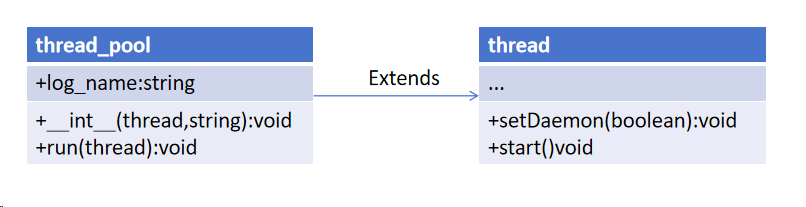 thread_pool
+log_name:string
+__int__(thread,string):void
+run(thread):void
Extends
thread
...
+setDaemon(boolean):void
+start()void